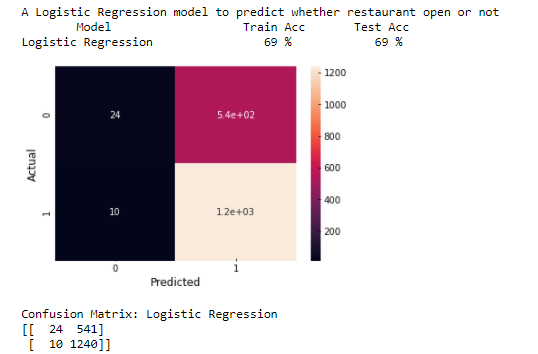 A Logistic Regression model to predict whether restaurant open or not
Model Train Acc Test Acc
Logistic Regression 69 % 69 %
1200
1000
800
600
400
200
0
24
5.4e+02
Actual
1
10
1.2e+03
0 1
Predicted
Confusion Matrix: Logistic Regression
[[ 24 541]
[ 10 1240]]